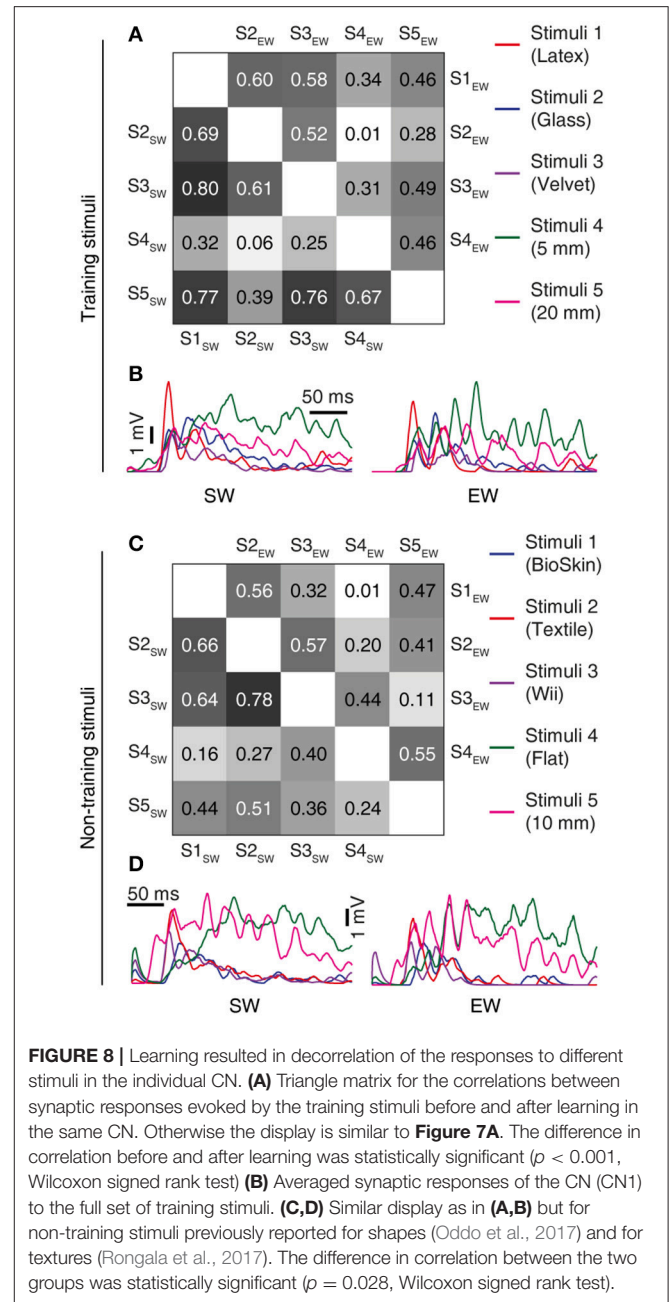 A
S2EW S3EW S4EW S5EW
0.60 0.58 0.34 0.46 S1EW
S2SW 0.69 0.52 0.01 0.28 S2EW
S3SW 0.80 0.61 0.31 0.49 S3EW
S4SW 0.32 0.06 0.25 0.46 S4EW
S5SW 0.77 0.39 0.76 0.67
S1SW S2SW S3SW S4SW
Stimuli 1
(Latex)
Stimuli 2
(Glass)
Stimuli 3
(Velvet)
Stimuli 4
(5 mm)
Stimuli 5
(20 mm)
Training stimuli
B
1 mV
50 ms
SW
EW
C
S2EW S3EW S4EW S5EW
0.56 0.32 0.01 0.47 S1EW
S2SW 0.66 0.57 0.20 0.41 S2EW
S3SW 0.64 0.78 0.44 0.11 S3EW
S4SW 0.16 0.27 0.40 0.55 S4EW
S5SW 0.44 0.51 0.36 0.24
S1SW S2SW S3SW S4SW
Stimuli 1
(BioSkin)
Stimuli 2
(Textile)
Stimuli 3
(Wii)
Stimuli 4
(Flat)
Stimuli 5
(10 mm)
Non-training stimuli
D
50 ms
1 mV
SW
EW
FIGURE 8 | Learning resulted in decorrelation of the responses to different
stimuli in the individual CN. (A) Triangle matrix for the correlations between
synaptic responses evoked by the training stimuli before and after learning in
the same CN. Otherwise the display is similar to Figure 7A. The difference in
correlation before and after learning was statistically significant (p < 0.001,
Wilcoxon signed rank test) (B) Averaged synaptic responses of the CN (CN1)
to the full set of training stimuli. (C,D) Similar display as in (A,B) but for
non-training stimuli previously reported for shapes (Oddo et al., 2017) and for
textures (Rongala et al., 2017). The difference in correlation between the two
groups was statistically significant (p = 0.028, Wilcoxon signed rank test).